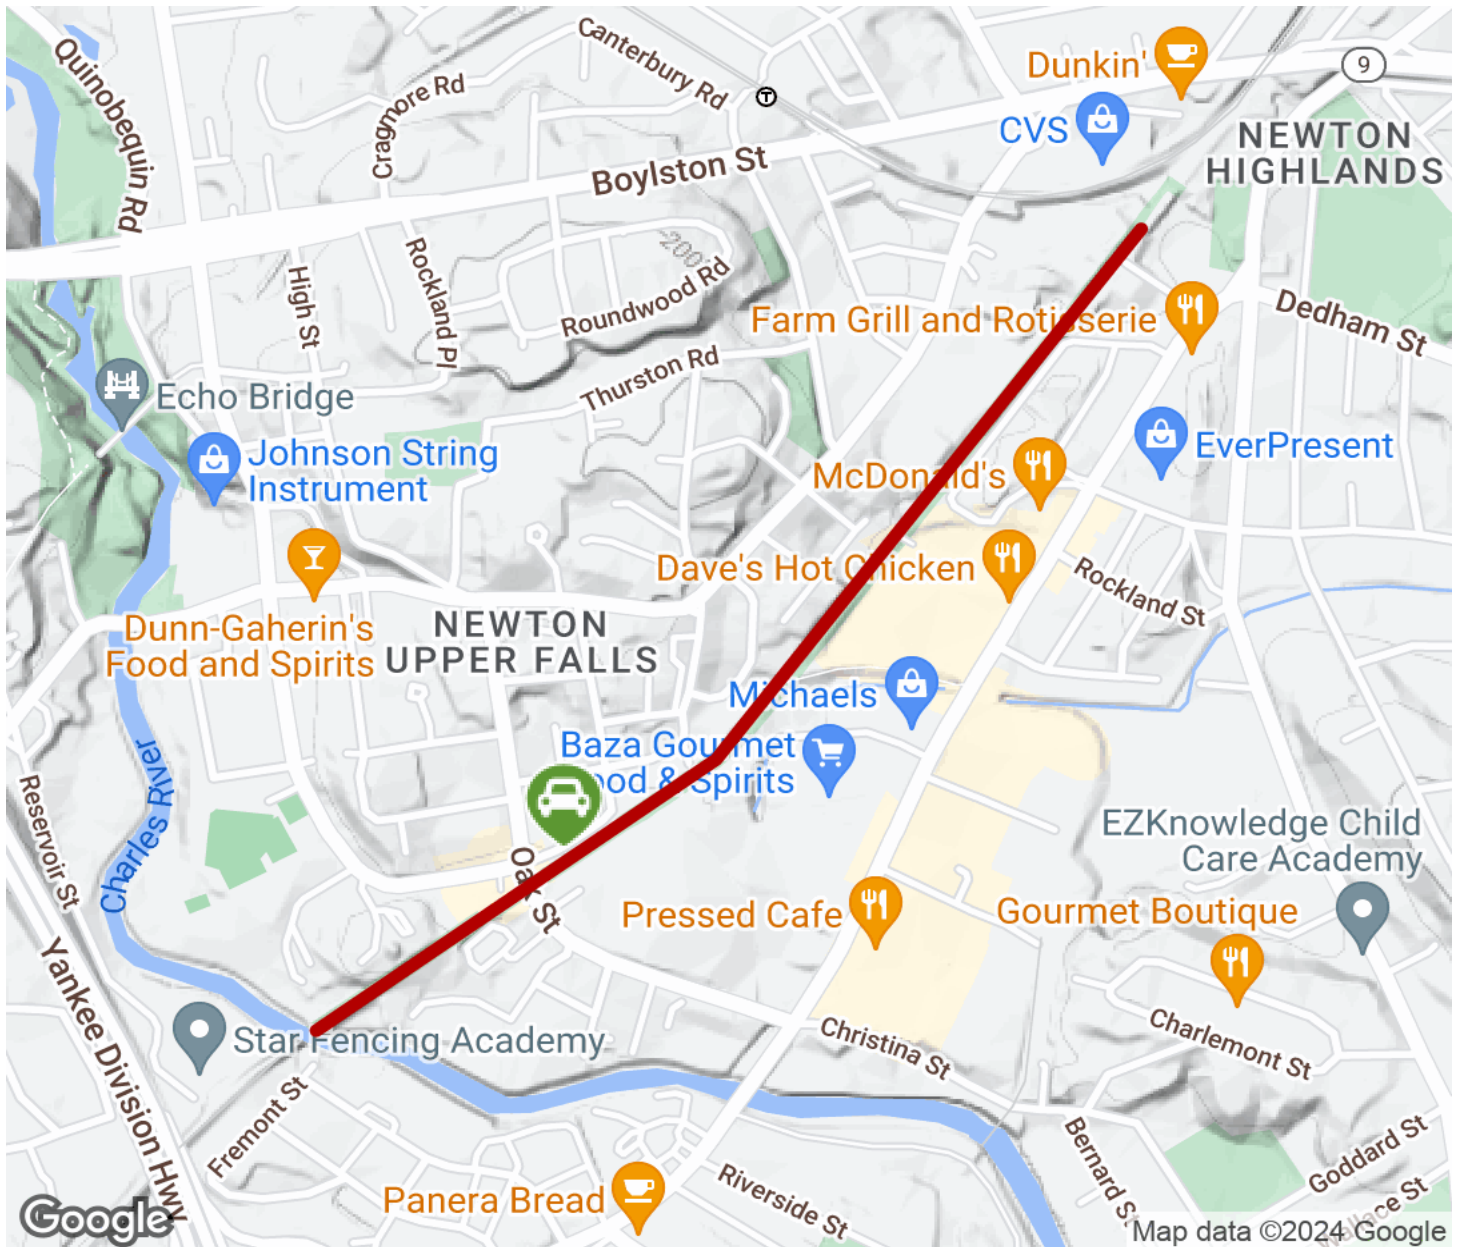 Canterbury Rd
Dunkin'
9
Quinobequin Rd
Cragmore Rd
CVS
NEWTON
HIGHLANDS
Boylston St
-200-
Rockland Pl
High St
Roundwood Rd
Dedham St
Farm Grill and Rotisserie
Thurston Rd
Echo Bridge
EverPresent
Johnson String
Instrument
McDonald's
Dave's Hot Chicken
Rockland St
Dunn-Gaherin's
Food and Spirits
NEWTON
UPPER FALLS
Michaels
Baza Gourmet
Food & Spirits
Charles River
Reservoir St
EZKnowledge Child
Care Academy
Oak St
Pressed Cafe
Gourmet Boutique
Yankee Division Hwy
Star Fencing Academy
Christina St
Charlemont St
Fremont St
Bernard St
Goddard St
Panera Bread
Riverside St
Wallace St
Google
Map data ©2024 Google